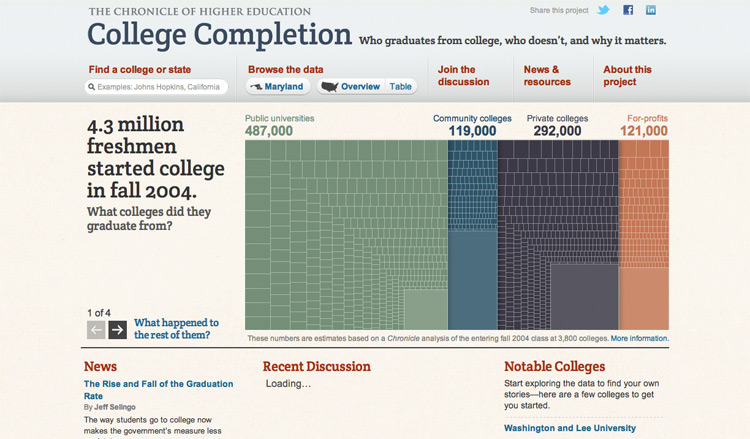 THE CHRONICLE OF HIGHER EDUCATION
Share this project
College Completion
Who graduates from college, who doesn't, and why it matters.
Find a college or state
Examples: Johns Hopkins, California
Browse the data
Maryland
Overview
Table
Join the
discussion
News &
resources
About this
project
4.3 million
freshmen
started college
in fall 2004.
What colleges did they
graduate from?
Public universities
487,000
Community colleges
119,000
Private colleges
292,000
For-profits
121,000
1 of 4
What happened to
the rest of them?
These numbers are estimates based on a Chronicle analysis of the entering fall 2004 class at 3,800 colleges. More information.
News
The Rise and Fall of the Graduation
Rate
By Jeff Selingo
The way students go to college now
makes the government's measure less
Recent Discussion
Loading...
Notable Colleges
Start exploring the data to find your own
stories—here are a few colleges to get
you started.
Washington and Lee University